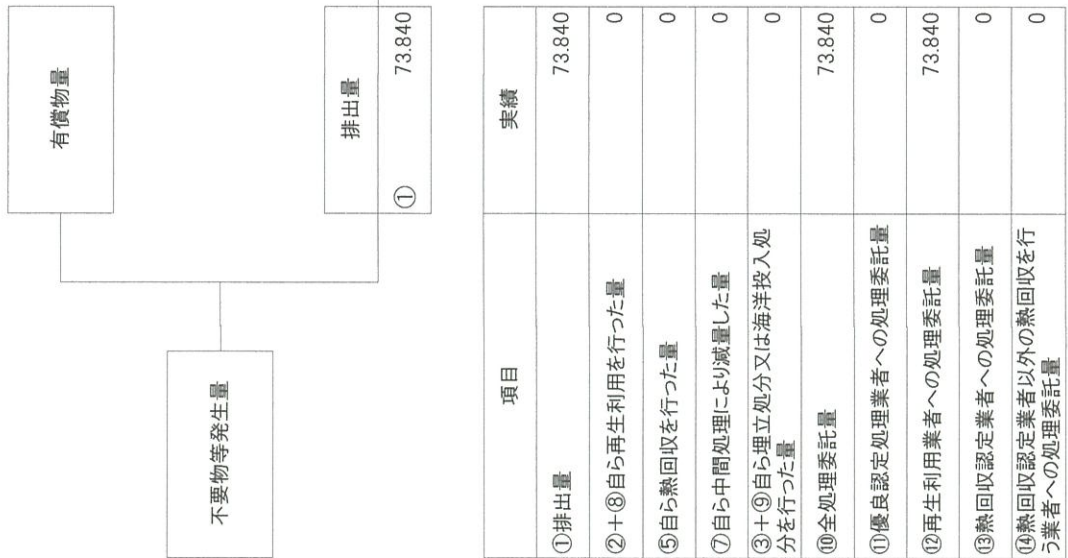 有償物量
不要物等発生量
排出量
① 73.840
項目 実績
①排出量 73.840
②+⑧自ら再生利用を行った量 0
⑤自ら熱回収を行った量 0
⑦自ら中間処理により減量した量 0
③+⑨自ら埋立処分又は海洋投入処
分を行った量 0
⑩全処理委託量 73.840
⑪優良認定処理業者への処理委託量 0
⑫再生利用業者への処理委託量 73.840
⑬熱回収認定業者への処理委託量 0
⑭熱回収認定業者以外の熱回収を行
う業者への処理委託量 0